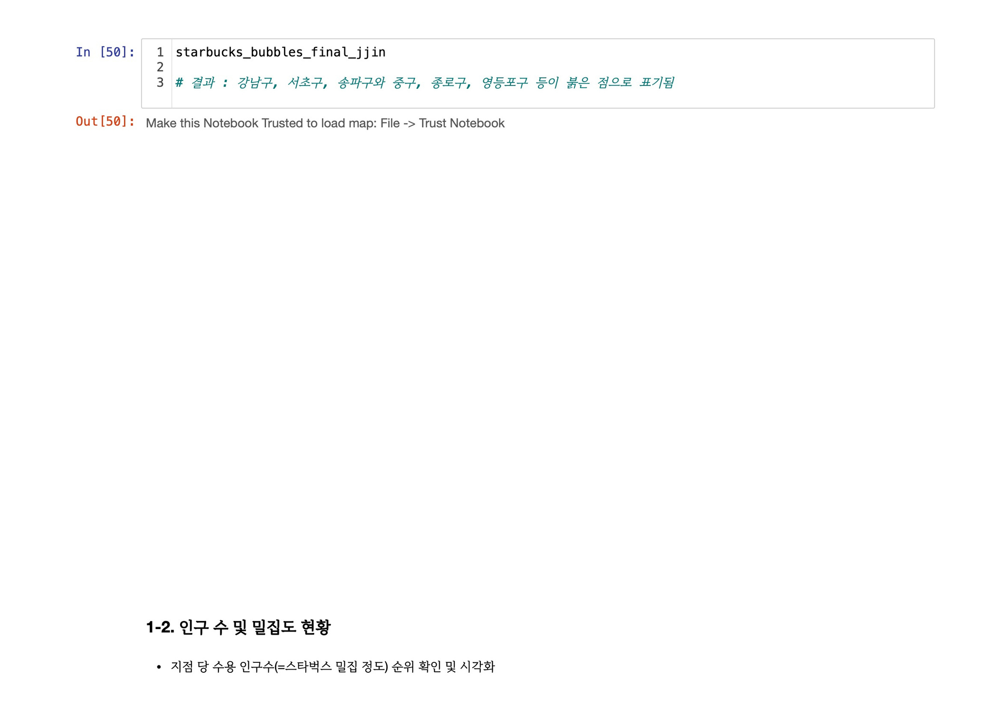 In [50]:
1 starbucks_bubbles_final_jjin
2
3 # 결과 : 강남구, 서초구, 송파구와 중구, 종로구, 영등포구 등이 붉은 점으로 표기됨
Out[50]: Make this Notebook Trusted to load map: File -> Trust Notebook
1-2. 인구 수 및 밀집도 현황
• 지점 당 수용 인구수(=스타벅스 밀집 정도) 순위 확인 및 시각화